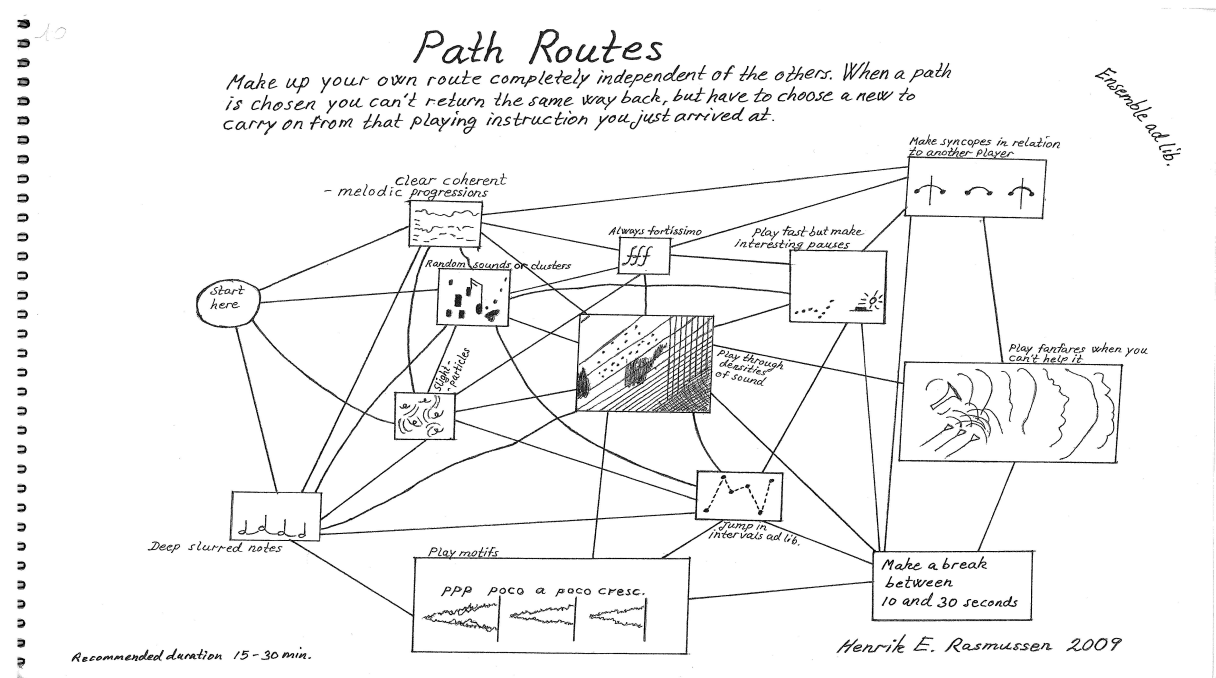 10
Path Routes
Make up your own route completely independent of the others. When a path
is chosen you can't return the same way back, but have to choose a new to
carry on from that playing instruction you just arrived at.
Ensemble ad lib.
Make syncopes in relation
to another player
Clear coherent
- melodic progressions
Always fortissimo
fff
Play fast but make
interesting pauses
Random sounds or clusters
Start
here
Slight-
-particles
Play through
densities
of sound
Play fanfares when you
can't help it
Jump in
intervals ad lib.
Deep slurred notes
Play motifs
ppp poco a poco cresc.
Make a break
between
10 and 30 seconds
Henrik E. Rasmussen 2009
Recommended duration 15-30 min.